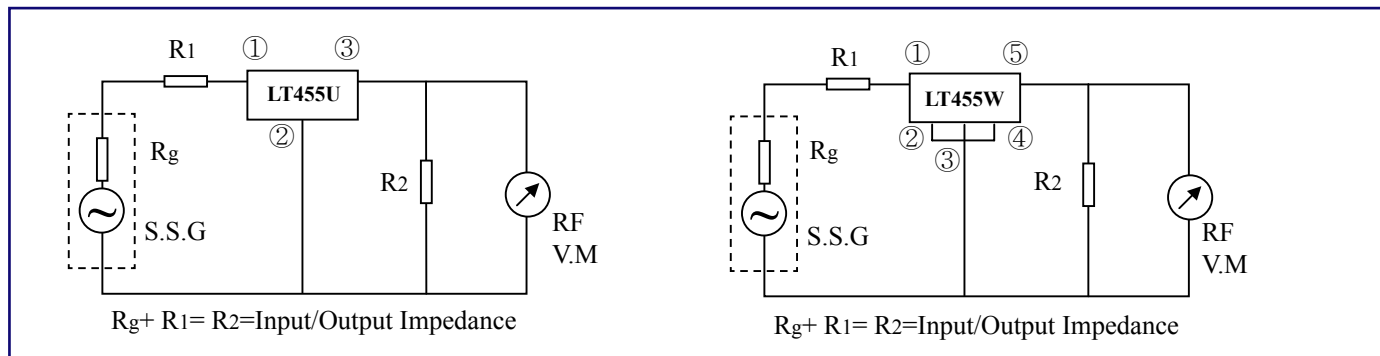 R1
①
③
LT455U
②
Rg
R2
S.S.G
RF
V.M
Rg+ R1= R2=Input/Output Impedance
R1
①
⑤
LT455W
②
③
④
Rg
R2
S.S.G
RF
V.M
Rg+ R1= R2=Input/Output Impedance